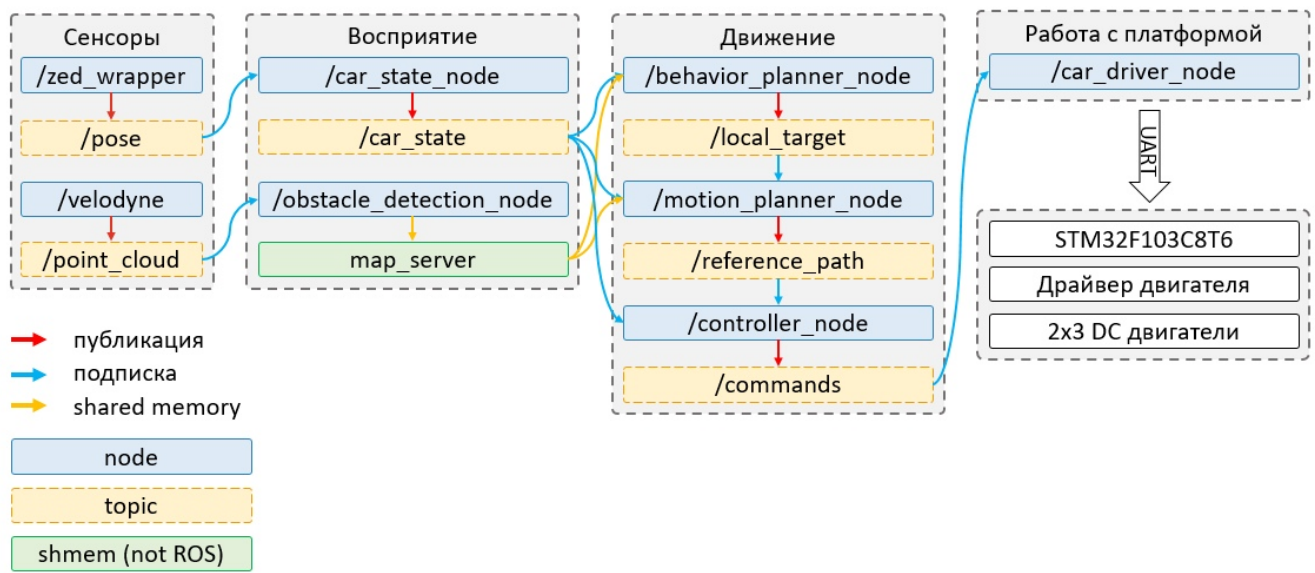 Сенсоры
/zed_wrapper
/pose
/velodyne
/point_cloud
Восприятие
/car_state_node
/car_state
/obstacle_detection_node
map_server
Движение
/behavior_planner_node
/local_target
/motion_planner_node
/reference_path
/controller_node
/commands
Работа с платформой
/car_driver_node
UART
STM32F103C8T6
Драйвер двигателя
2x3 DC двигатели
публикация
подписка
shared memory
node
topic
shmem (not ROS)